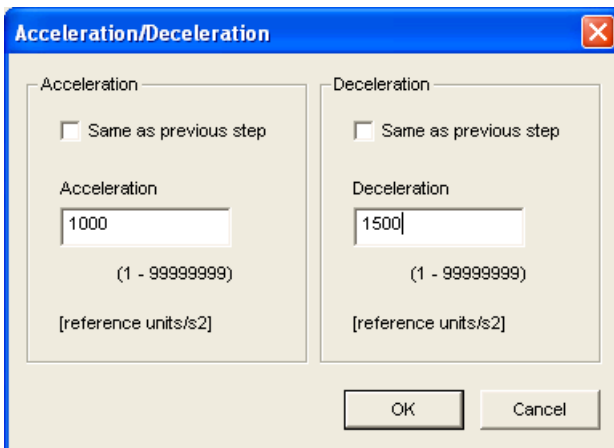 Acceleration/Deceleration
Acceleration
Same as previous step
Acceleration
1000
(1 - 99999999)
[reference units/s2]
Deceleration
Same as previous step
Deceleration
1500
(1 - 99999999)
[reference units/s2]
OK
Cancel